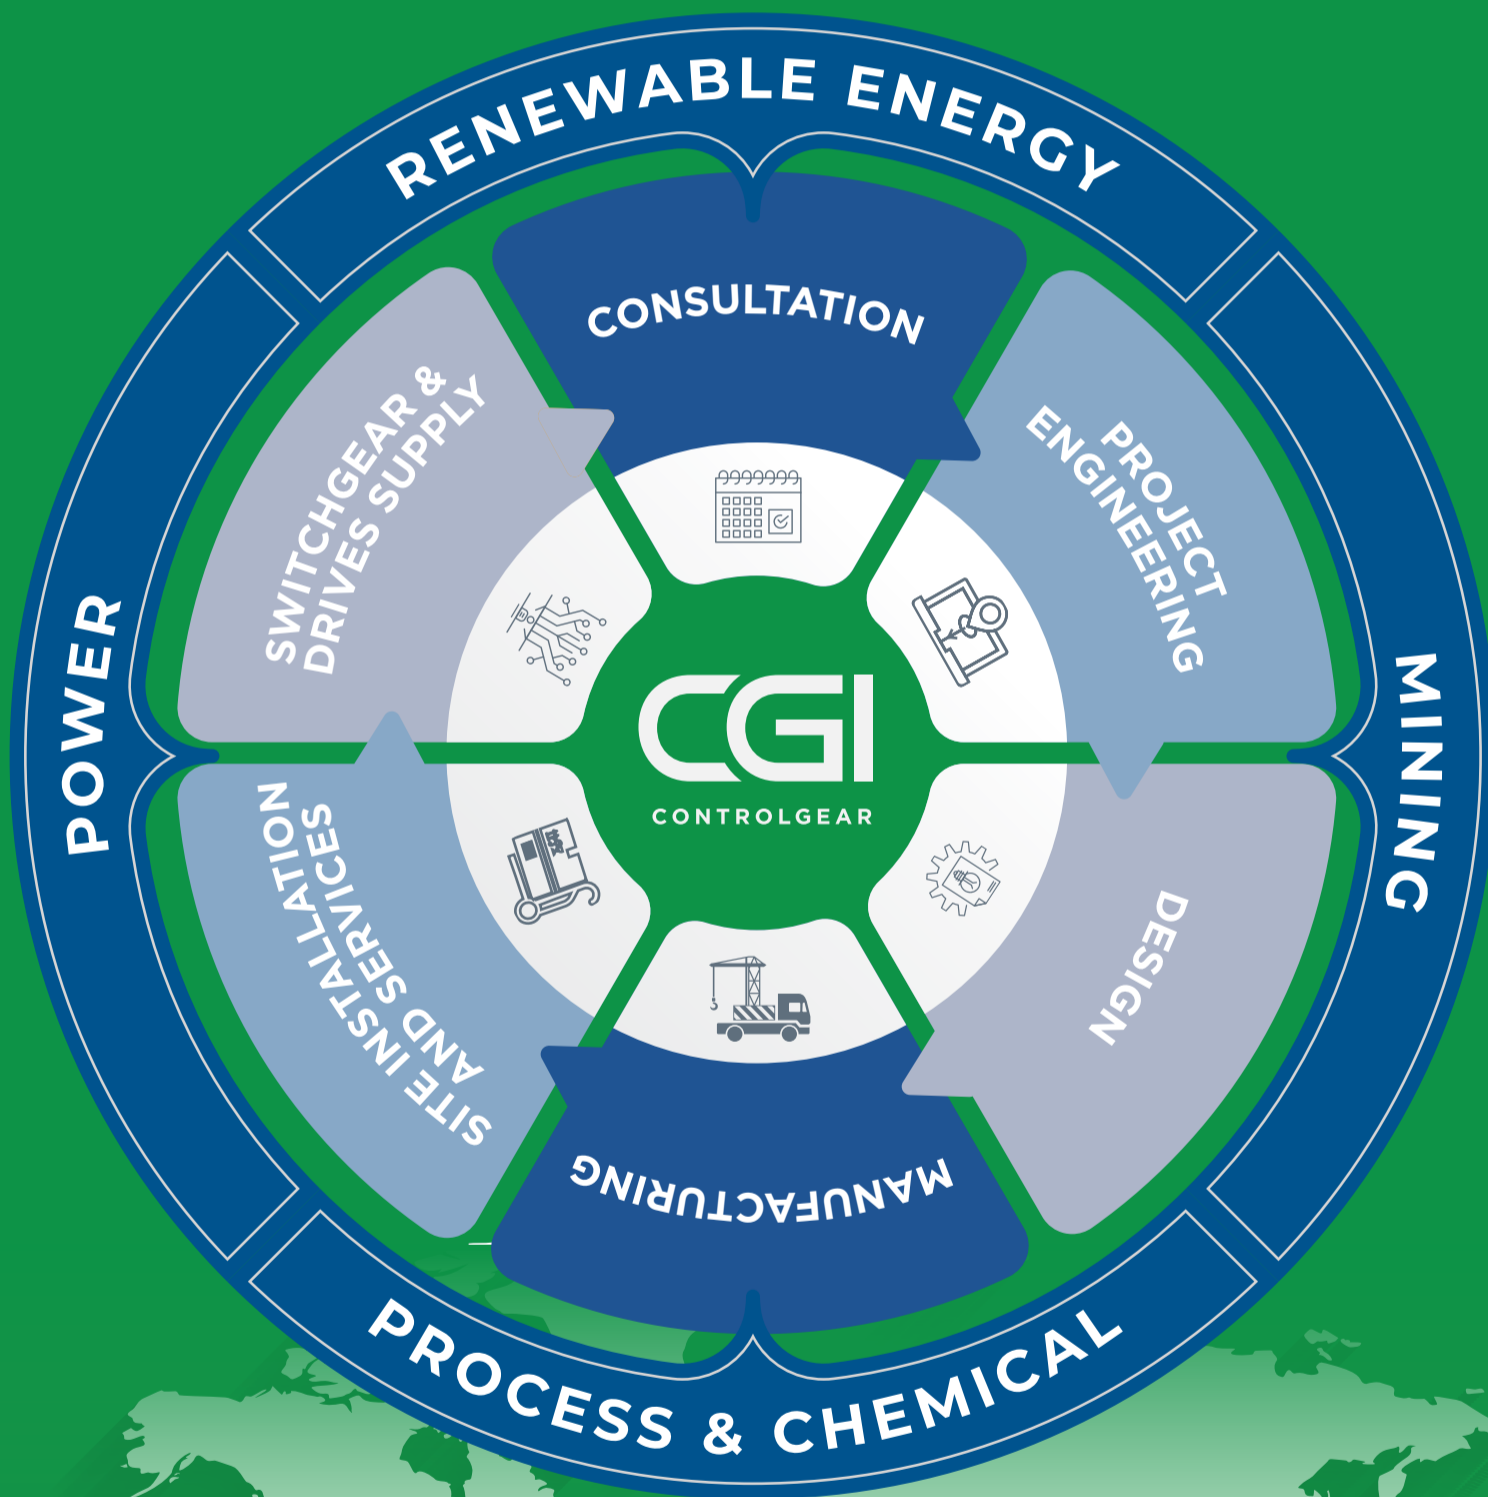 RENEWABLE ENERGY
CONSULTATION
PROJECT
ENGINEERING
MINING
DESIGN
MANUFACTURING
PROCESS & CHEMICAL
SITE INSTALLATION
AND SERVICES
POWER
SWITCHGEAR &
DRIVES SUPPLY
CGI
CONTROLGEAR